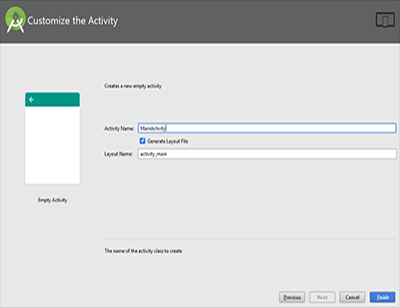 Customize the Activity
Creates a new empty activity
Activity Name: MainActivity
Generate Layout File
Layout Name: activity_main
Empty Activity
The name of the activity class to create
Previous Next Cancel Finish